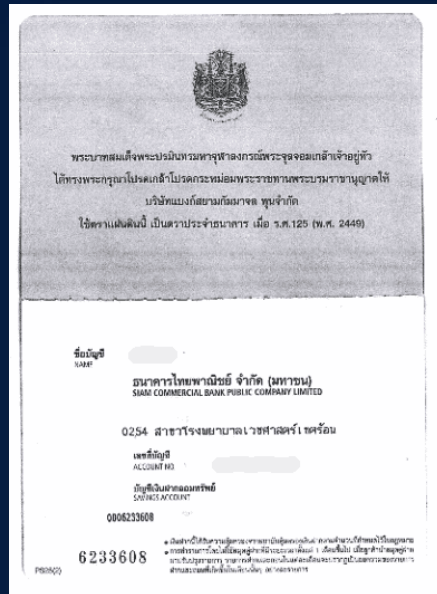 พระบาทสมเด็จพระปรมินทรมหาจุฬาลงกรณ์พระจุลจอมเกล้าเจ้าอยู่หัว
ได้ทรงพระกรุณาโปรดเกล้าโปรดกระหม่อมพระราชทานพระบรมราชานุญาตให้
บริษัทแบงก์สยามกัมมาจล ทุนจำกัด
ใช้ตราแผ่นดินนี้ เป็นตราประจำธนาคาร เมื่อ ร.ศ.125 (พ.ศ. 2449)
ชื่อบัญชี
NAME
ธนาคารไทยพาณิชย์ จำกัด (มหาชน)
SIAM COMMERCIAL BANK PUBLIC COMPANY LIMITED
0254 สาขาโรงพยาบาลเวชศาสตร์เขตร้อน
เลขที่บัญชี
ACCOUNT NO.
บัญชีเงินฝากออมทรัพย์
SAVINGS ACCOUNT
0D06233608
6233608